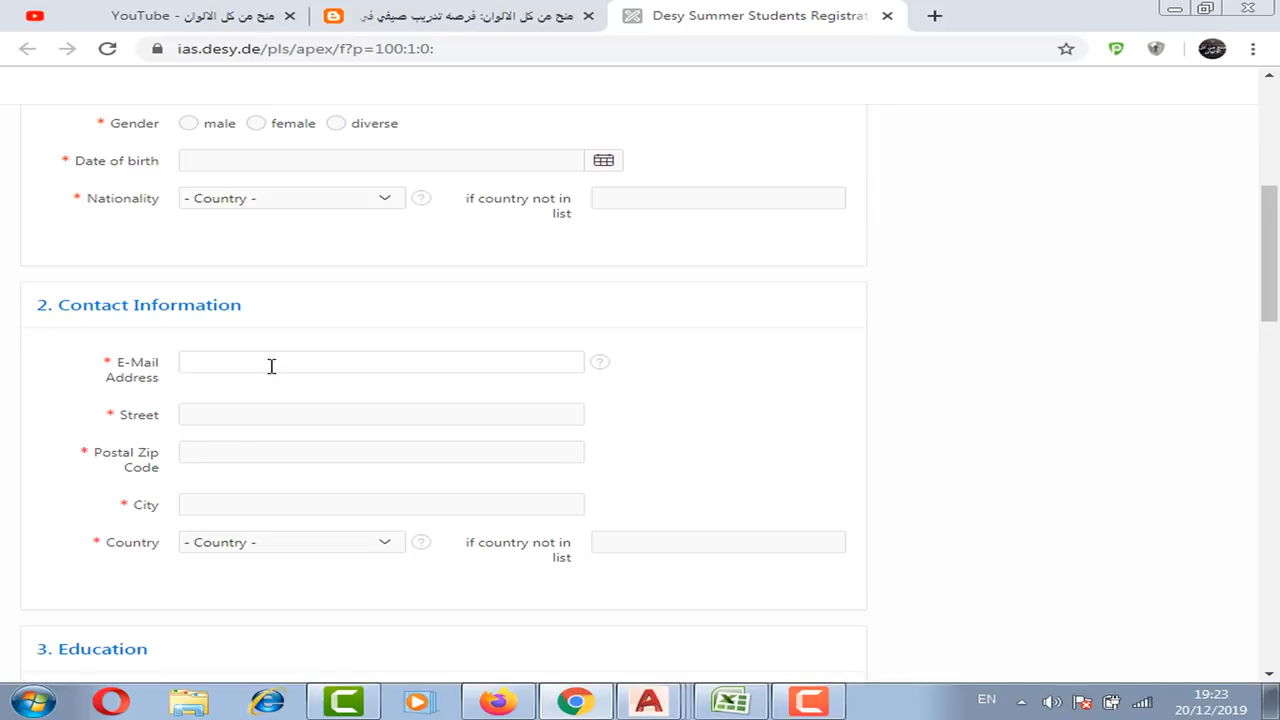 منح من كل الالوان - YouTube
منح من كل الالوان: فرصه تدريب صيفي في
Desy Summer Students Registrat
ias.desy.de/pls/apex/f?p=100:1:0:
* Gender male female diverse
* Date of birth
* Nationality - Country - ? if country not in list
2. Contact Information
* E-Mail Address ?
* Street
* Postal Zip Code
* City
* Country - Country - ? if country not in list
3. Education
EN
19:23
20/12/2019